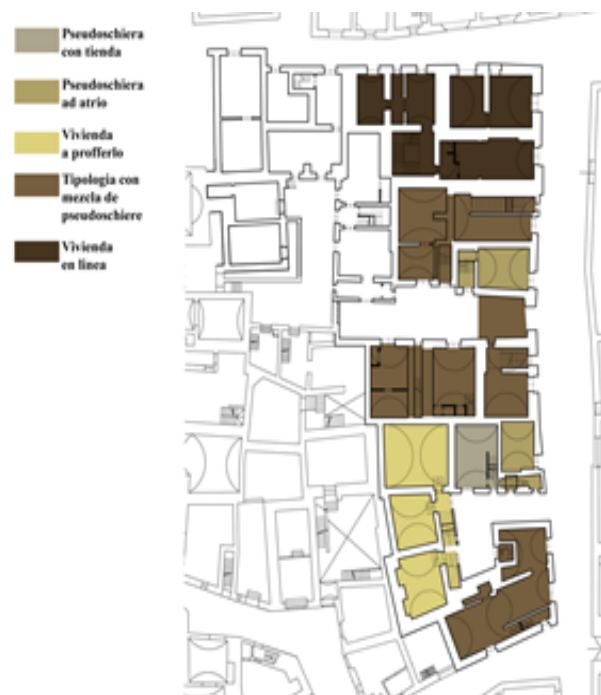 Pseudoschiera
con tienda
Pseudoschiera
ad atrio
Vivienda
a profferlo
Tipologia con
mezcla de
pseudoschiere
Vivienda
en linea